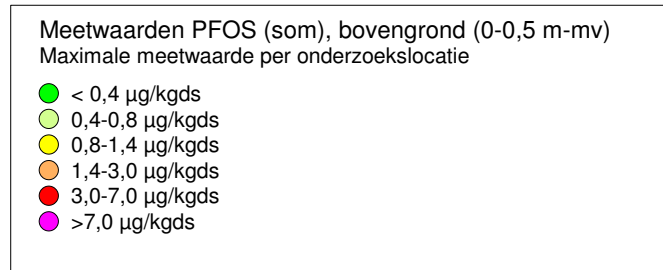 Meetwaarden PFOS (som), bovengrond (0-0,5 m-mv)
Maximale meetwaarde per onderzoekslocatie
< 0,4 µg/kgds
0,4-0,8 µg/kgds
0,8-1,4 µg/kgds
1,4-3,0 µg/kgds
3,0-7,0 µg/kgds
>7,0 µg/kgds